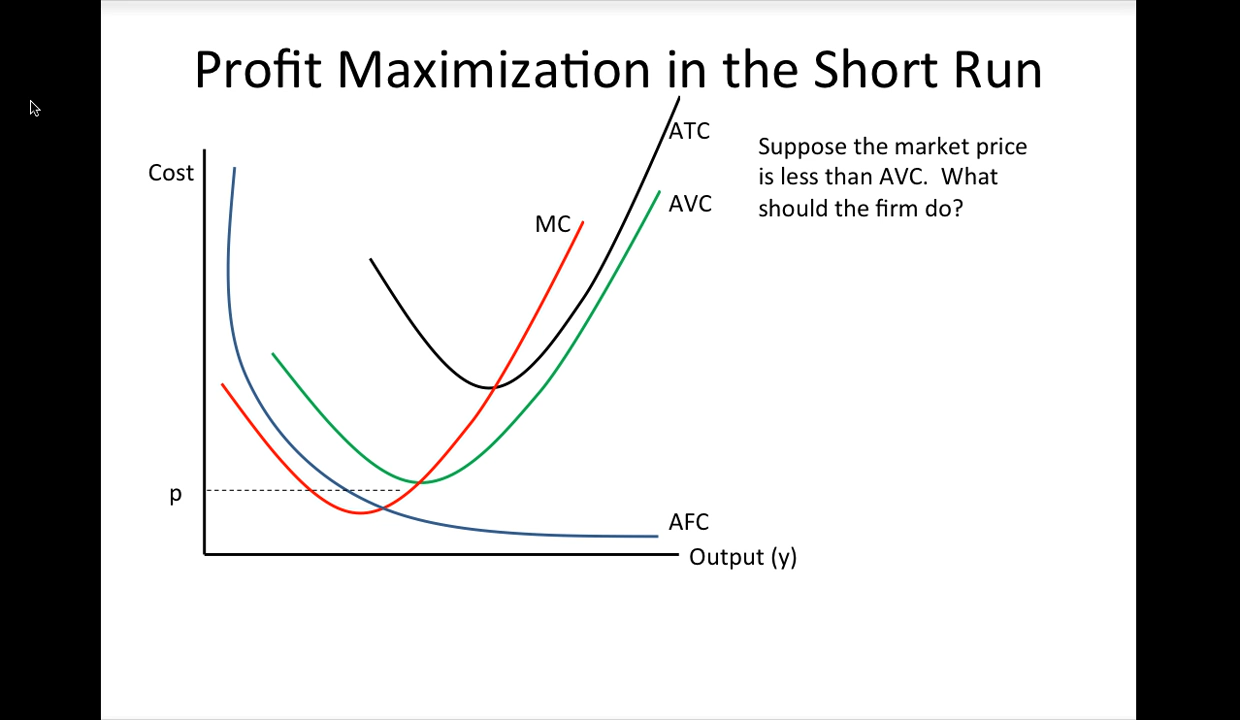 Profit Maximization in the Short Run
ATC
Suppose the market price
is less than AVC. What
should the firm do?
Cost
AVC
MC
p
AFC
Output (y)